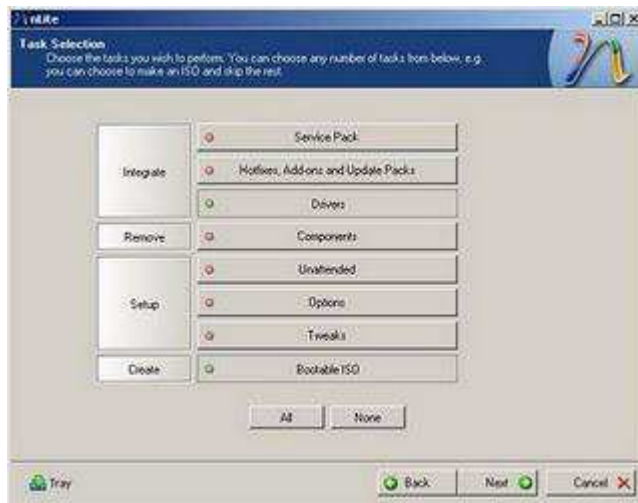 nLite
Task Selection
Choose the tasks you wish to perform. You can choose any number of tasks from below, e.g.
you can choose to make an ISO and skip the rest.
Integrate
Service Pack
Hotfixes, Add-ons and Update Packs
Drivers
Remove
Components
Setup
Unattended
Options
Tweaks
Create
Bootable ISO
All
None
Tray
Back
Next
Cancel